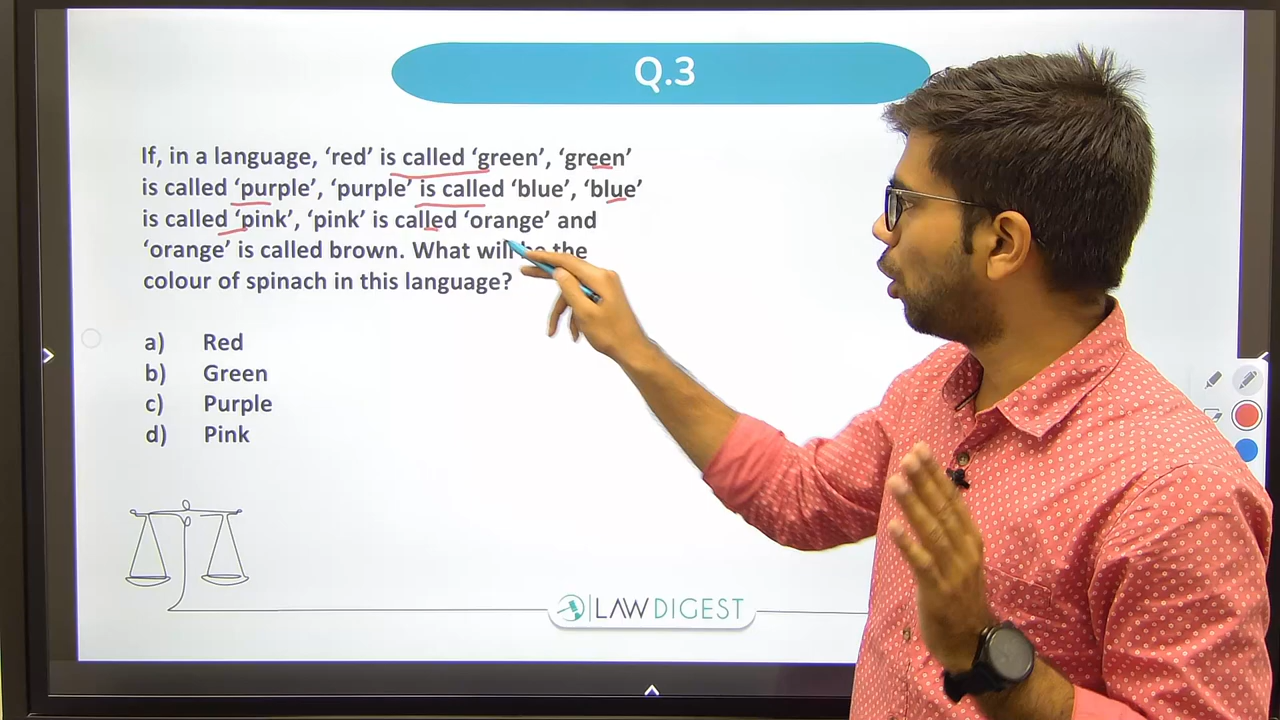 Q.3
If, in a language, ‘red’ is called ‘green’, ‘green’
is called ‘purple’, ‘purple’ is called ‘blue’, ‘blue’
is called ‘pink’, ‘pink’ is called ‘orange’ and
‘orange’ is called brown. What will be the
colour of spinach in this language?
a) Red
b) Green
c) Purple
d) Pink
LAWDIGEST